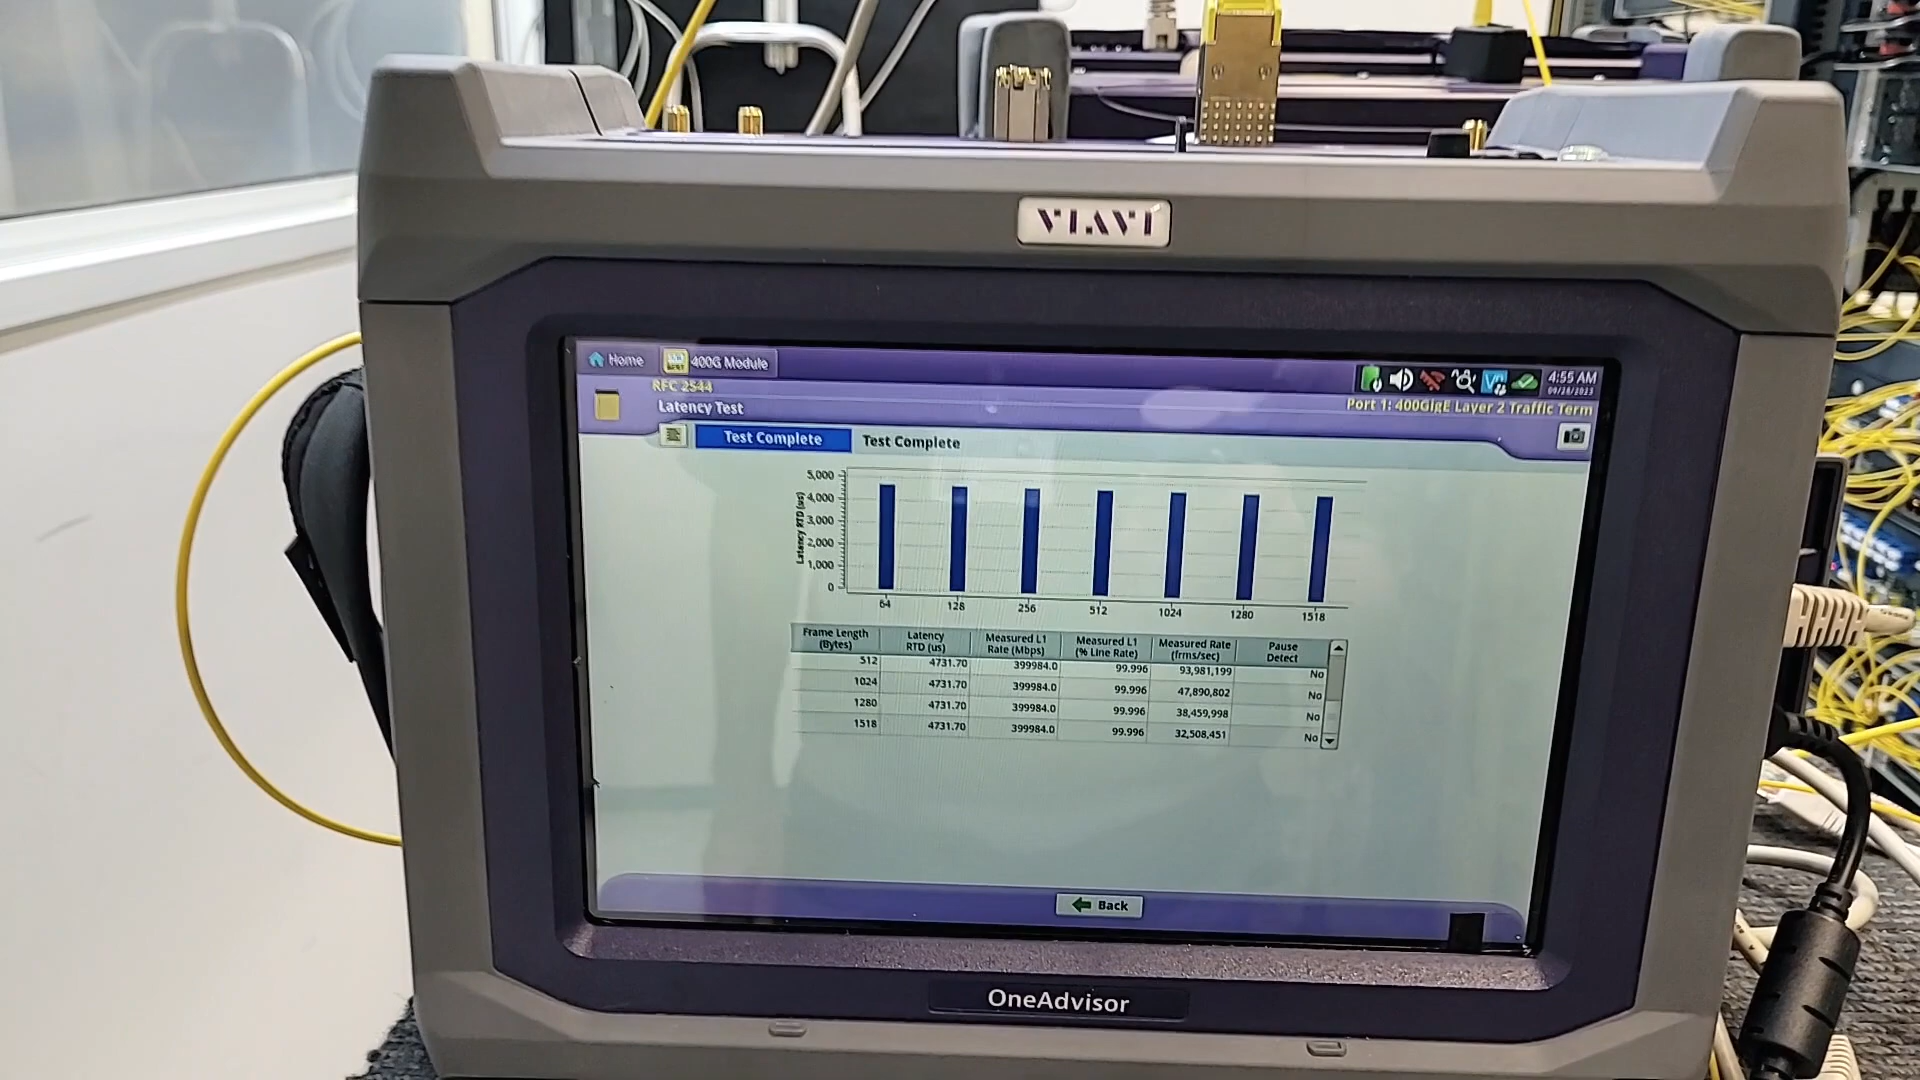 VIAVI
Home
400G Module
4:55 AM
RFC 2544
Latency Test
Port 1: 400GigE Layer 2 Traffic Term
Test Complete
Test Complete
Latency RTD (us)
5,000
4,000
3,000
2,000
1,000
0
64 128 256 512 1024 1280 1518
Frame Length (Bytes) Latency RTD (us) Measured L1 Rate (Mbps) Measured L1 (% Line Rate) Measured Rate (frms/sec) Pause Detect
512 4731.70 399984.0 99.996 93,981,199 No
1024 4731.70 399984.0 99.996 47,890,802 No
1280 4731.70 399984.0 99.996 38,459,998 No
1518 4731.70 399984.0 99.996 32,508,451 No
Back
OneAdvisor